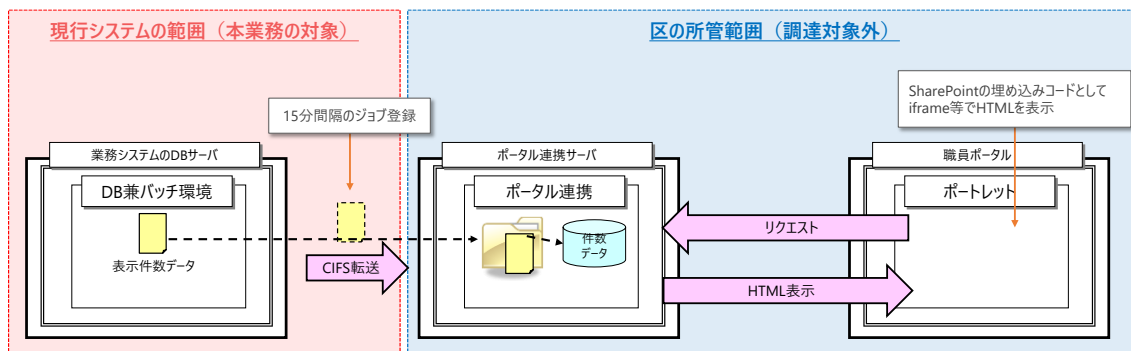 現行システムの範囲（本業務の対象）
区の所管範囲（調達対象外）
15分間隔のジョブ登録
SharePointの埋め込みコードとして
iframe等でHTMLを表示
業務システムのDBサーバ
ポータル連携サーバ
職員ポータル
DB兼バッチ環境
ポータル連携
ポートレット
表示件数データ
件数
データ
リクエスト
CIFS転送
HTML表示